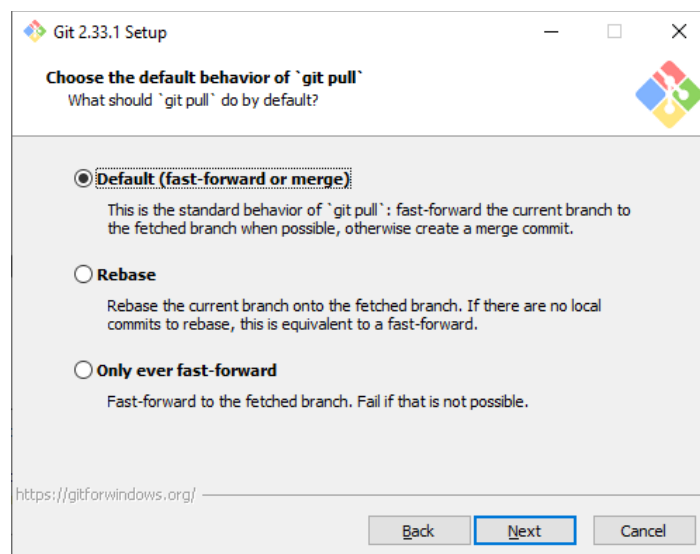 Git 2.33.1 Setup
Choose the default behavior of `git pull`
What should `git pull` do by default?
Default (fast-forward or merge)
This is the standard behavior of `git pull`: fast-forward the current branch to
the fetched branch when possible, otherwise create a merge commit.
Rebase
Rebase the current branch onto the fetched branch. If there are no local
commits to rebase, this is equivalent to a fast-forward.
Only ever fast-forward
Fast-forward to the fetched branch. Fail if that is not possible.
https://gitforwindows.org/
Back Next Cancel